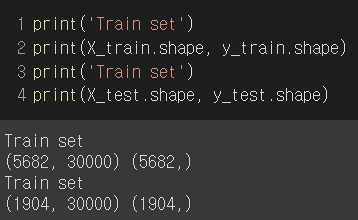 1 print('Train set')
2 print(X_train.shape, y_train.shape)
3 print('Train set')
4 print(X_test.shape, y_test.shape)
Train set
(5682, 30000) (5682,)
Train set
(1904, 30000) (1904,)